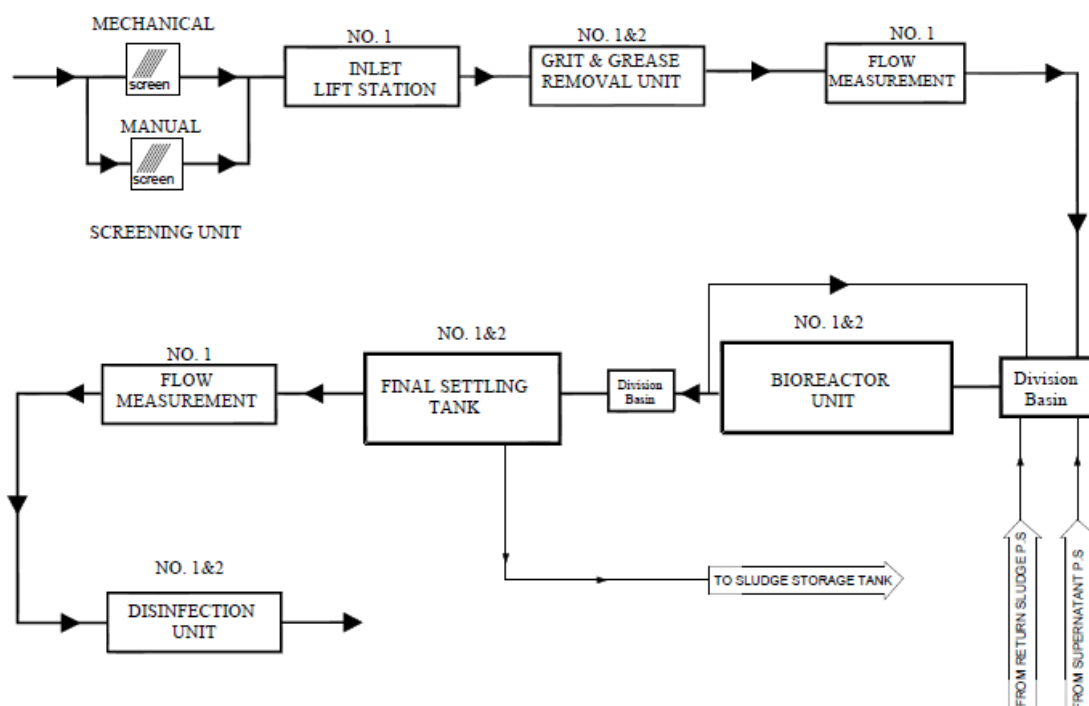 MECHANICAL
screen
MANUAL
screen
SCREENING UNIT
NO. 1
INLET
LIFT STATION
NO. 1&2
GRIT & GREASE
REMOVAL UNIT
NO. 1
FLOW
MEASUREMENT
Division
Basin
NO. 1&2
BIOREACTOR
UNIT
Division
Basin
NO. 1&2
FINAL SETTLING
TANK
NO. 1
FLOW
MEASUREMENT
NO. 1&2
DISINFECTION
UNIT
TO SLUDGE STORAGE TANK
FROM RETURN SLUDGE P.S
FROM SUPERNATANT P.S